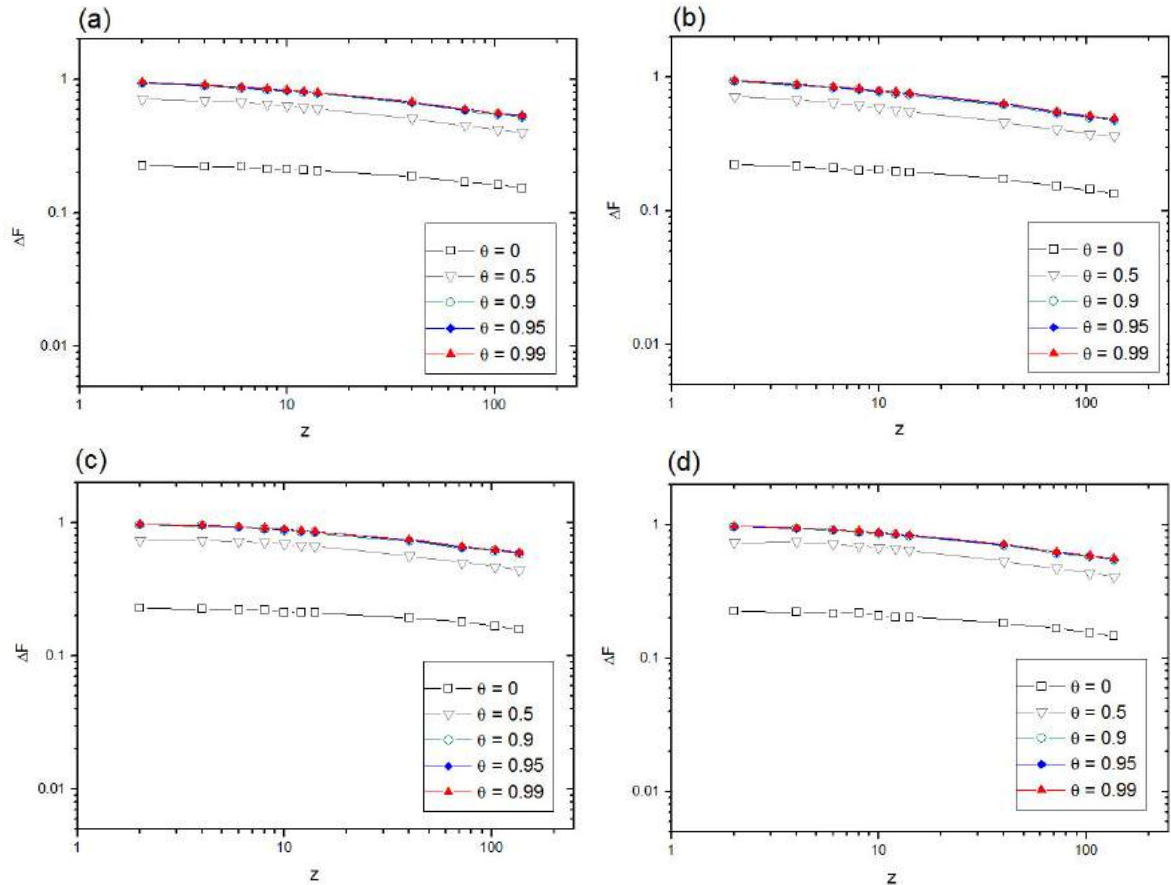 (a)
1
0.1
0.01
ΔF
1
10
100
z
θ = 0
θ = 0.5
θ = 0.9
θ = 0.95
θ = 0.99
(b)
1
0.1
0.01
ΔF
1
10
100
z
θ = 0
θ = 0.5
θ = 0.9
θ = 0.95
θ = 0.99
(c)
1
0.1
0.01
ΔF
1
10
100
z
θ = 0
θ = 0.5
θ = 0.9
θ = 0.95
θ = 0.99
(d)
1
0.1
0.01
ΔF
1
10
100
z
θ = 0
θ = 0.5
θ = 0.9
θ = 0.95
θ = 0.99